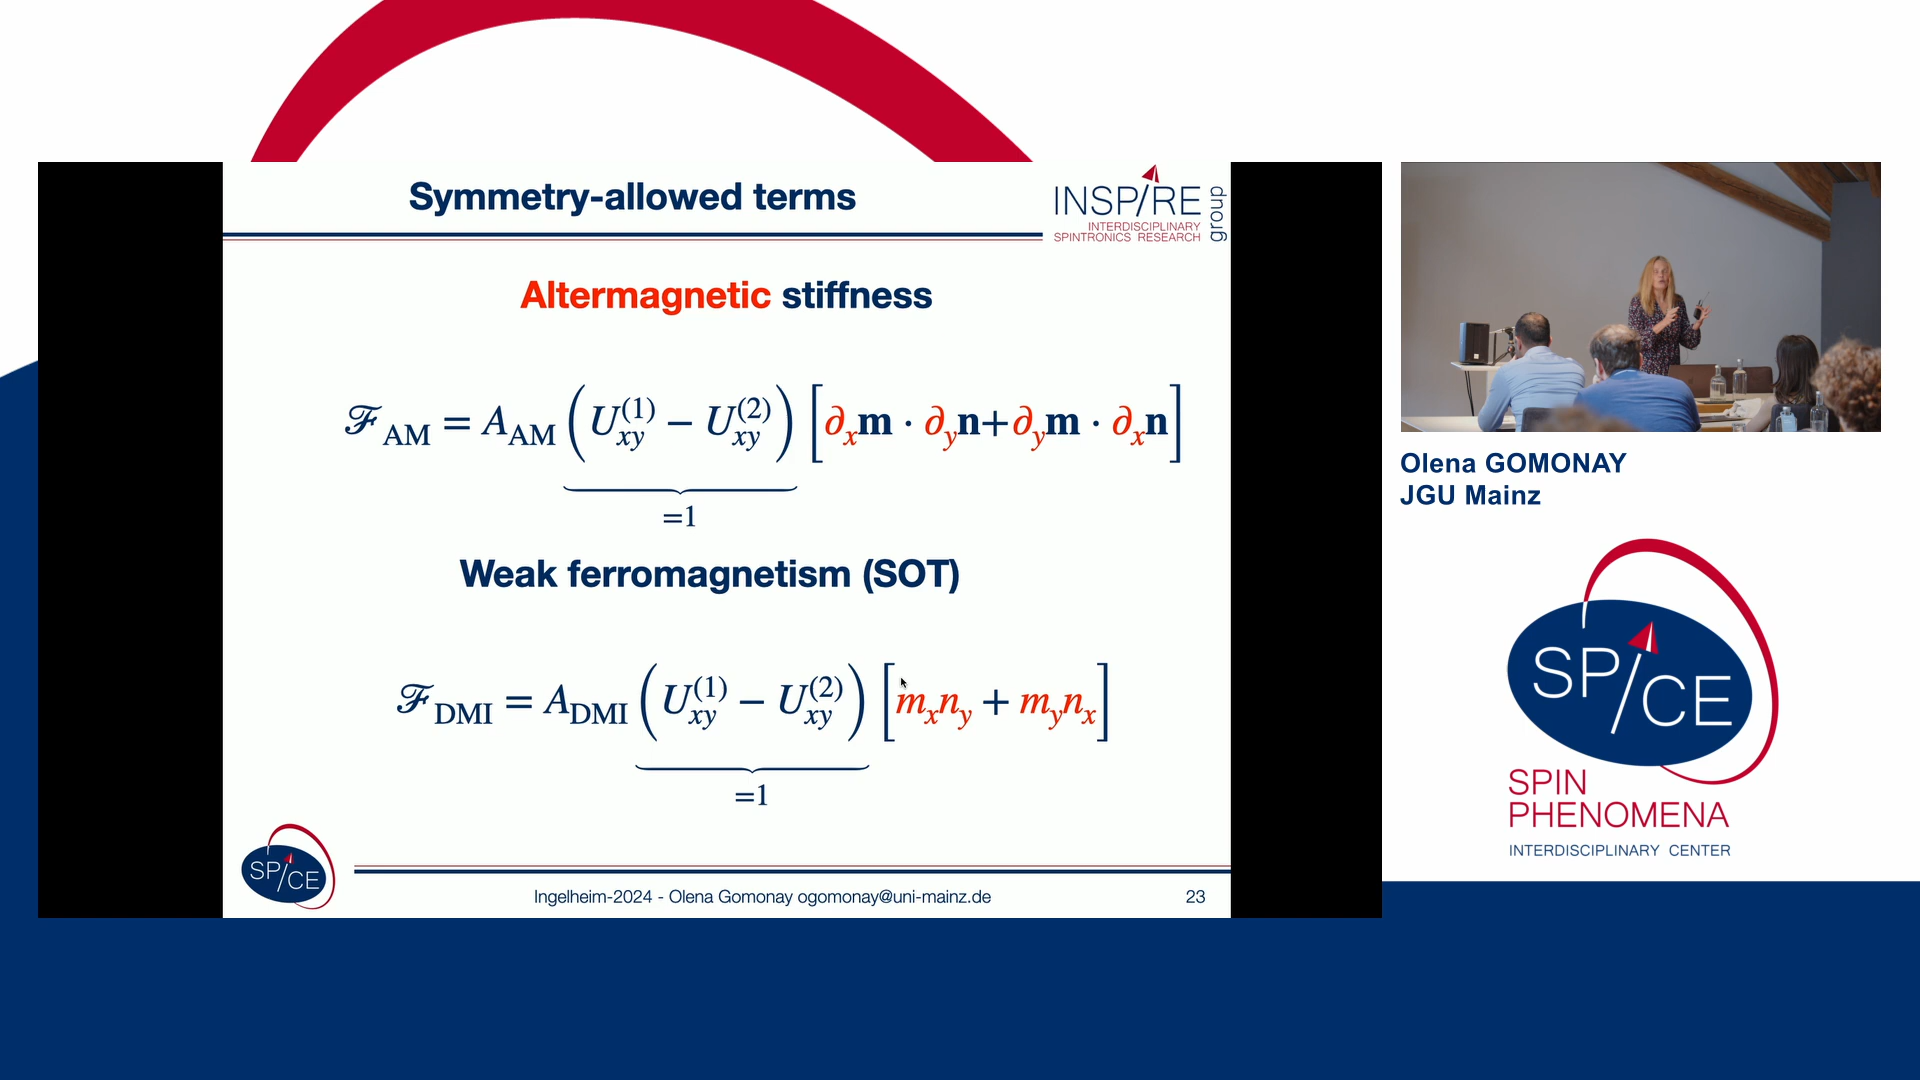 Symmetry-allowed terms
INSPIRE group
INTERDISCIPLINARY
SPINTRONICS RESEARCH
Altermagnetic stiffness
ℱ_AM = A_AM (U_xy^(1) − U_xy^(2)) [∂_x m · ∂_y n + ∂_y m · ∂_x n]
=1
Weak ferromagnetism (SOT)
ℱ_DMI = A_DMI (U_xy^(1) − U_xy^(2)) [m_x n_y + m_y n_x]
=1
SP/CE
Ingelheim-2024 - Olena Gomonay ogomonay@uni-mainz.de
23
Olena GOMONAY
JGU Mainz
SP/CE
SPIN
PHENOMENA
INTERDISCIPLINARY CENTER